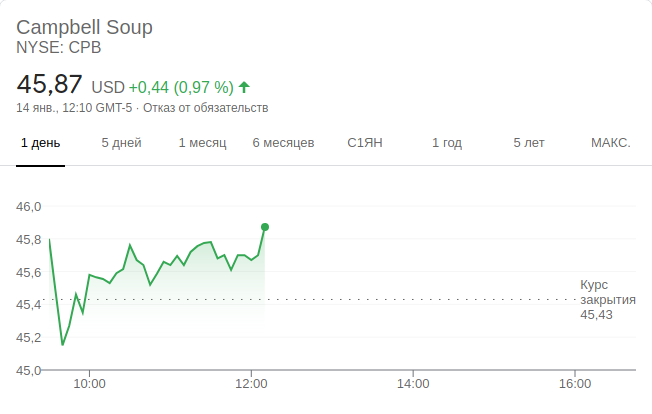 Campbell Soup
NYSE: CPB
45,87 USD +0,44 (0,97 %)
14 янв., 12:10 GMT-5 · Отказ от обязательств
1 день 5 дней 1 месяц 6 месяцев С1ЯН 1 год 5 лет МАКС.
46,0
45,8
45,6
45,4
45,2
45,0
Курс
закрытия
45,43
10:00 12:00 14:00 16:00